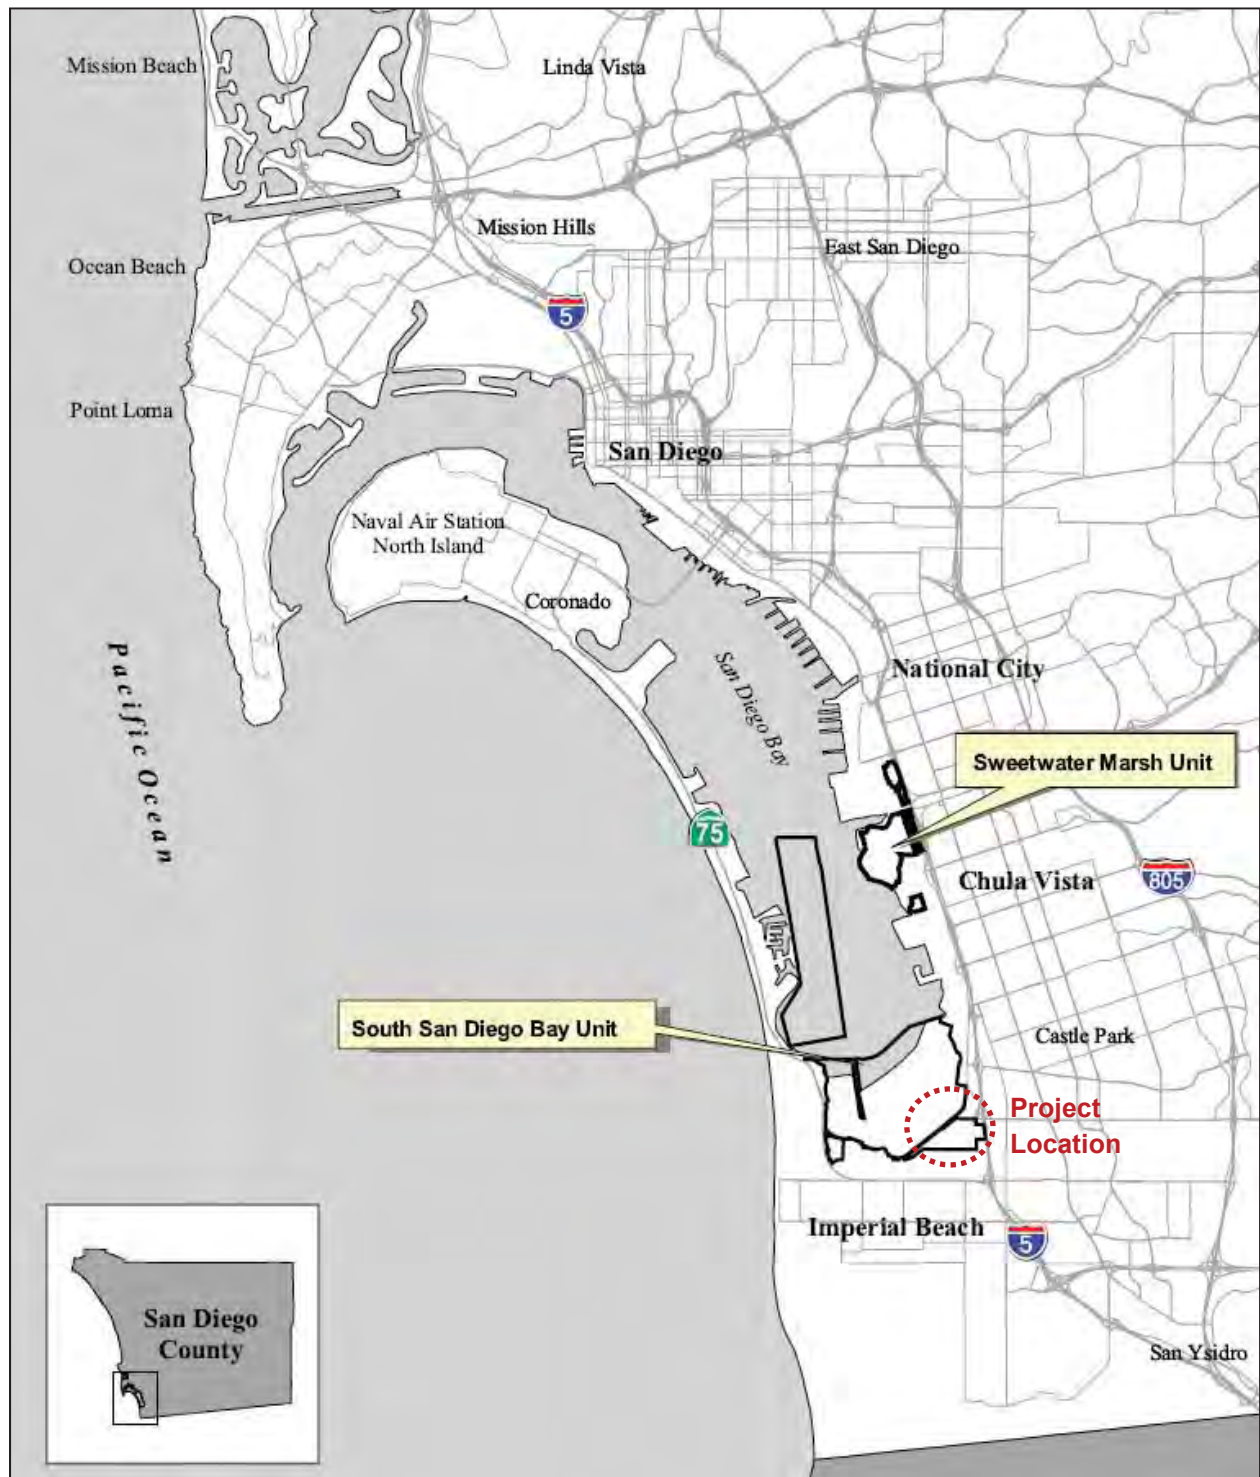 Mission Beach
Linda Vista
Mission Hills
East San Diego
Ocean Beach
5
Point Loma
San Diego
Naval Air Station
North Island
Coronado
Pacific Ocean
San Diego Bay
National City
Sweetwater Marsh Unit
75
Chula Vista
805
South San Diego Bay Unit
Castle Park
Project
Location
Imperial Beach
5
San Diego
County
San Ysidro